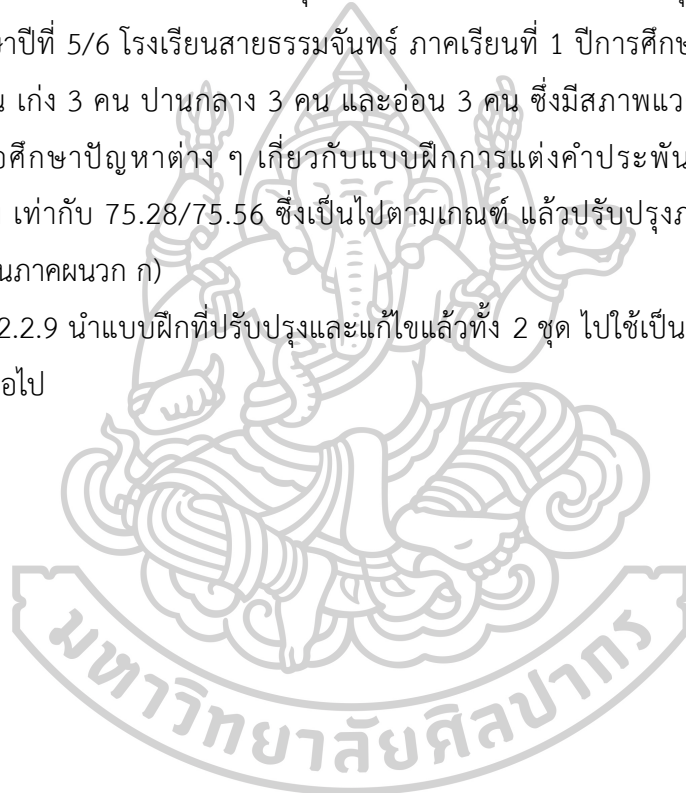 าปีที่ 5/6 โรงเรียนสายธรรมจันทร์ ภาคเรียนที่ 1 ปีการศึก
เก่ง 3 คน ปานกลาง 3 คน และอ่อน 3 คน ซึ่งมีสภาพแว
ศึกษาปัญหาต่าง ๆ เกี่ยวกับแบบฝึกการแต่งคำประพัน
เท่ากับ 75.28/75.56 ซึ่งเป็นไปตามเกณฑ์ แล้วปรับปรุงภ
นภาคผนวก ก)
2.2.9 นำแบบฝึกที่ปรับปรุงและแก้ไขแล้วทั้ง 2 ชุด ไปใช้เป็น
อไป
มหาวิทยาลัยศิลปากร